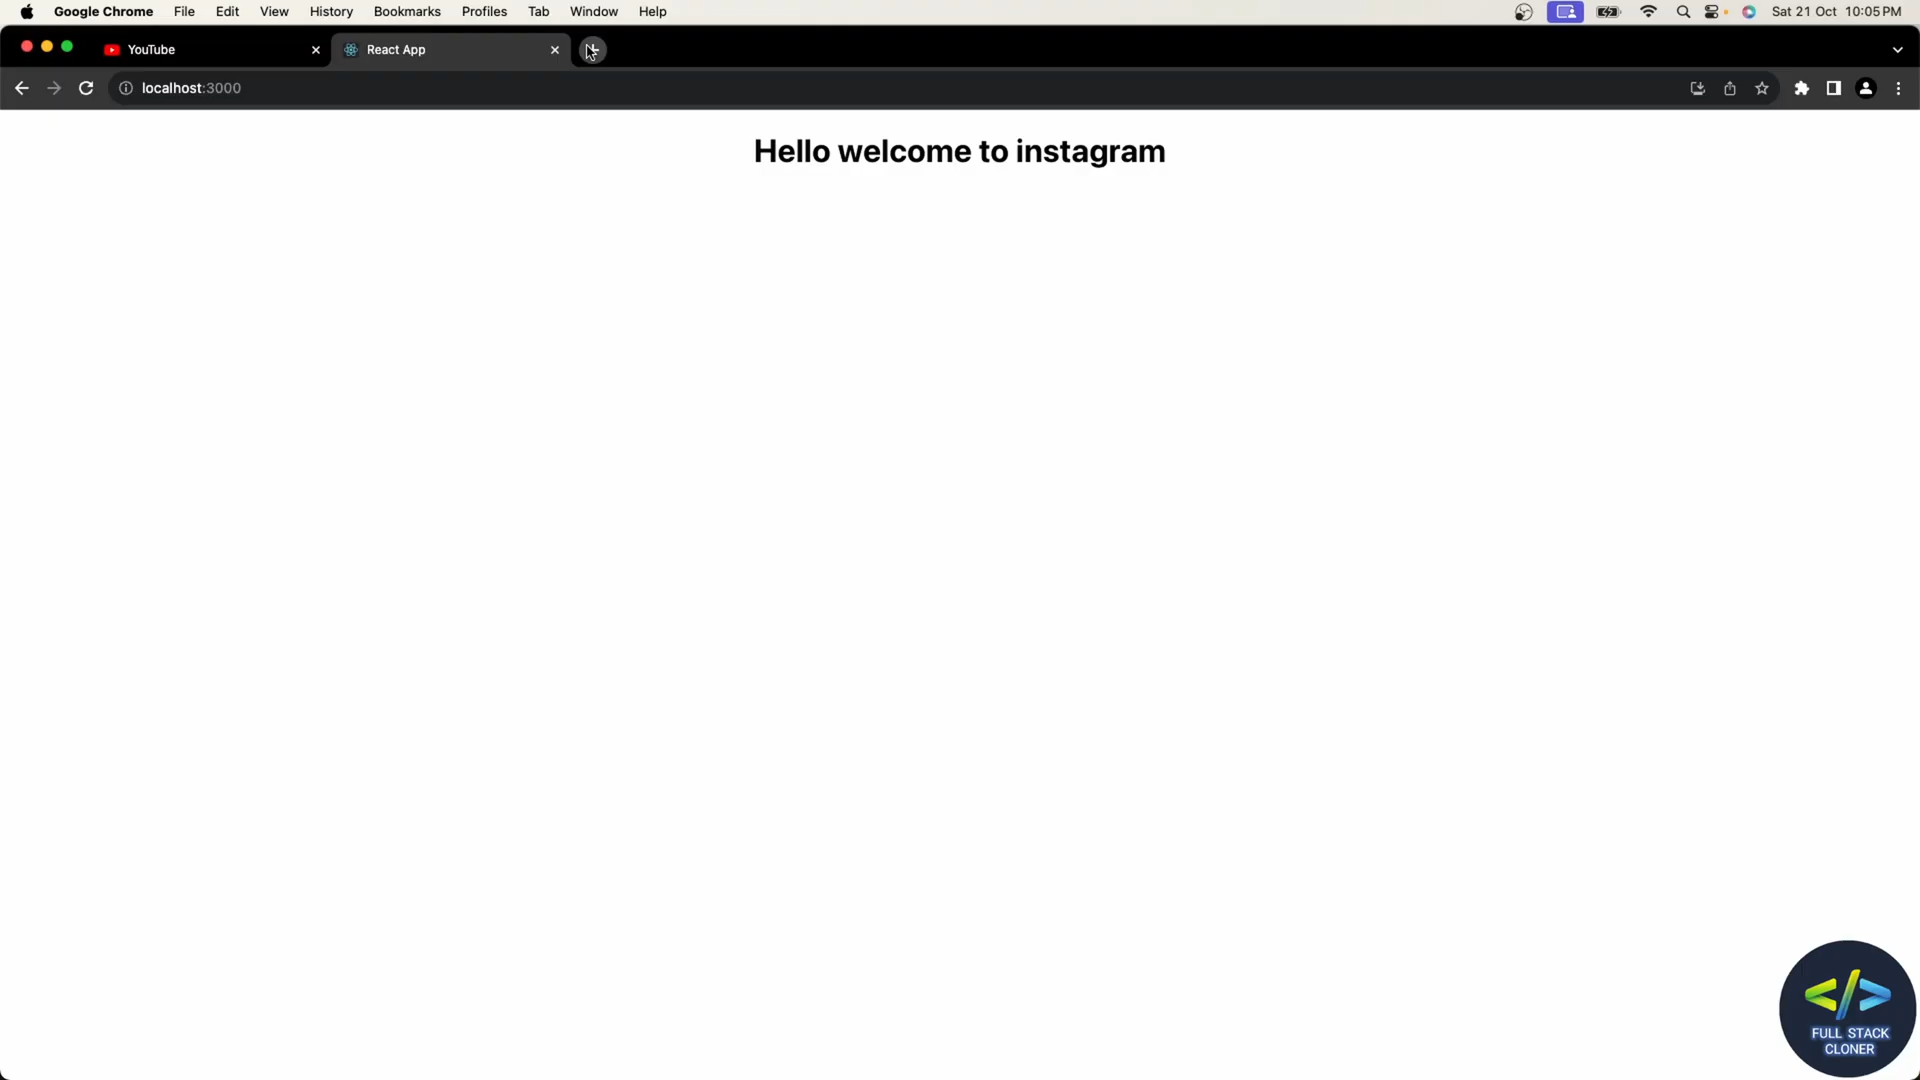 Google Chrome File Edit View History Bookmarks Profiles Tab Window Help Sat 21 Oct 10:05 PM
YouTube React App
localhost:3000
Hello welcome to instagram
FULL STACK
CLONER